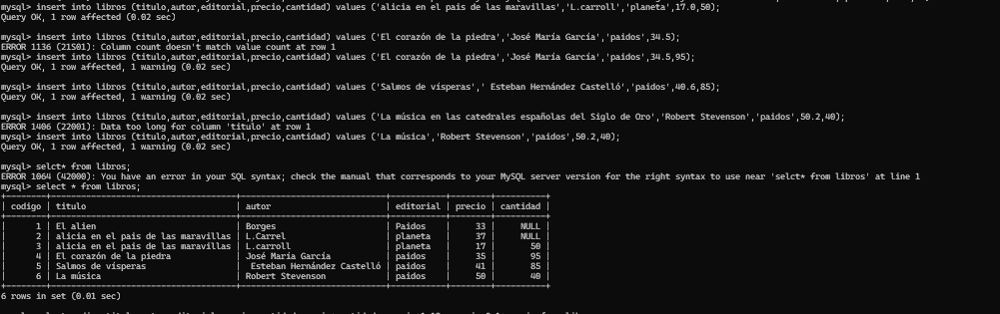 mysql> insert into libros (titulo,autor,editorial,precio,cantidad) values ('alicia en el pais de las maravillas','L.carroll','planeta',17.0,50);
Query OK, 1 row affected (0.02 sec)
mysql> insert into libros (titulo,autor,editorial,precio,cantidad) values ('El corazón de la piedra','José María García','paidos',34.5);
ERROR 1136 (21S01): Column count doesn't match value count at row 1
mysql> insert into libros (titulo,autor,editorial,precio,cantidad) values ('El corazón de la piedra','José María García','paidos',34.5,95);
Query OK, 1 row affected, 1 warning (0.02 sec)
mysql> insert into libros (titulo,autor,editorial,precio,cantidad) values ('Salmos de vísperas',' Esteban Hernández Castelló','paidos',40.6,85);
Query OK, 1 row affected, 1 warning (0.02 sec)
mysql> insert into libros (titulo,autor,editorial,precio,cantidad) values ('La música en las catedrales españolas del Siglo de Oro','Robert Stevenson','paidos',50.2,40);
ERROR 1406 (22001): Data too long for column 'titulo' at row 1
mysql> insert into libros (titulo,autor,editorial,precio,cantidad) values ('La música','Robert Stevenson','paidos',50.2,40);
Query OK, 1 row affected, 1 warning (0.02 sec)
mysql> selct* from libros;
ERROR 1064 (42000): You have an error in your SQL syntax; check the manual that corresponds to your MySQL server version for the right syntax to use near 'selct* from libros' at line 1
mysql> select * from libros;
+--------+-------------------------------------+----------------------------+-----------+--------+----------+
| codigo | titulo | autor | editorial | precio | cantidad |
+--------+-------------------------------------+----------------------------+-----------+--------+----------+
| 1 | El alien | Borges | Paidos | 33 | NULL |
| 2 | alicia en el pais de las maravillas | L.Carrel | planeta | 37 | NULL |
| 3 | alicia en el pais de las maravillas | L.carroll | planeta | 17 | 50 |
| 4 | El corazón de la piedra | José María García | paidos | 35 | 95 |
| 5 | Salmos de vísperas | Esteban Hernández Castelló | paidos | 41 | 85 |
| 6 | La música | Robert Stevenson | paidos | 50 | 40 |
+--------+-------------------------------------+----------------------------+-----------+--------+----------+
6 rows in set (0.01 sec)